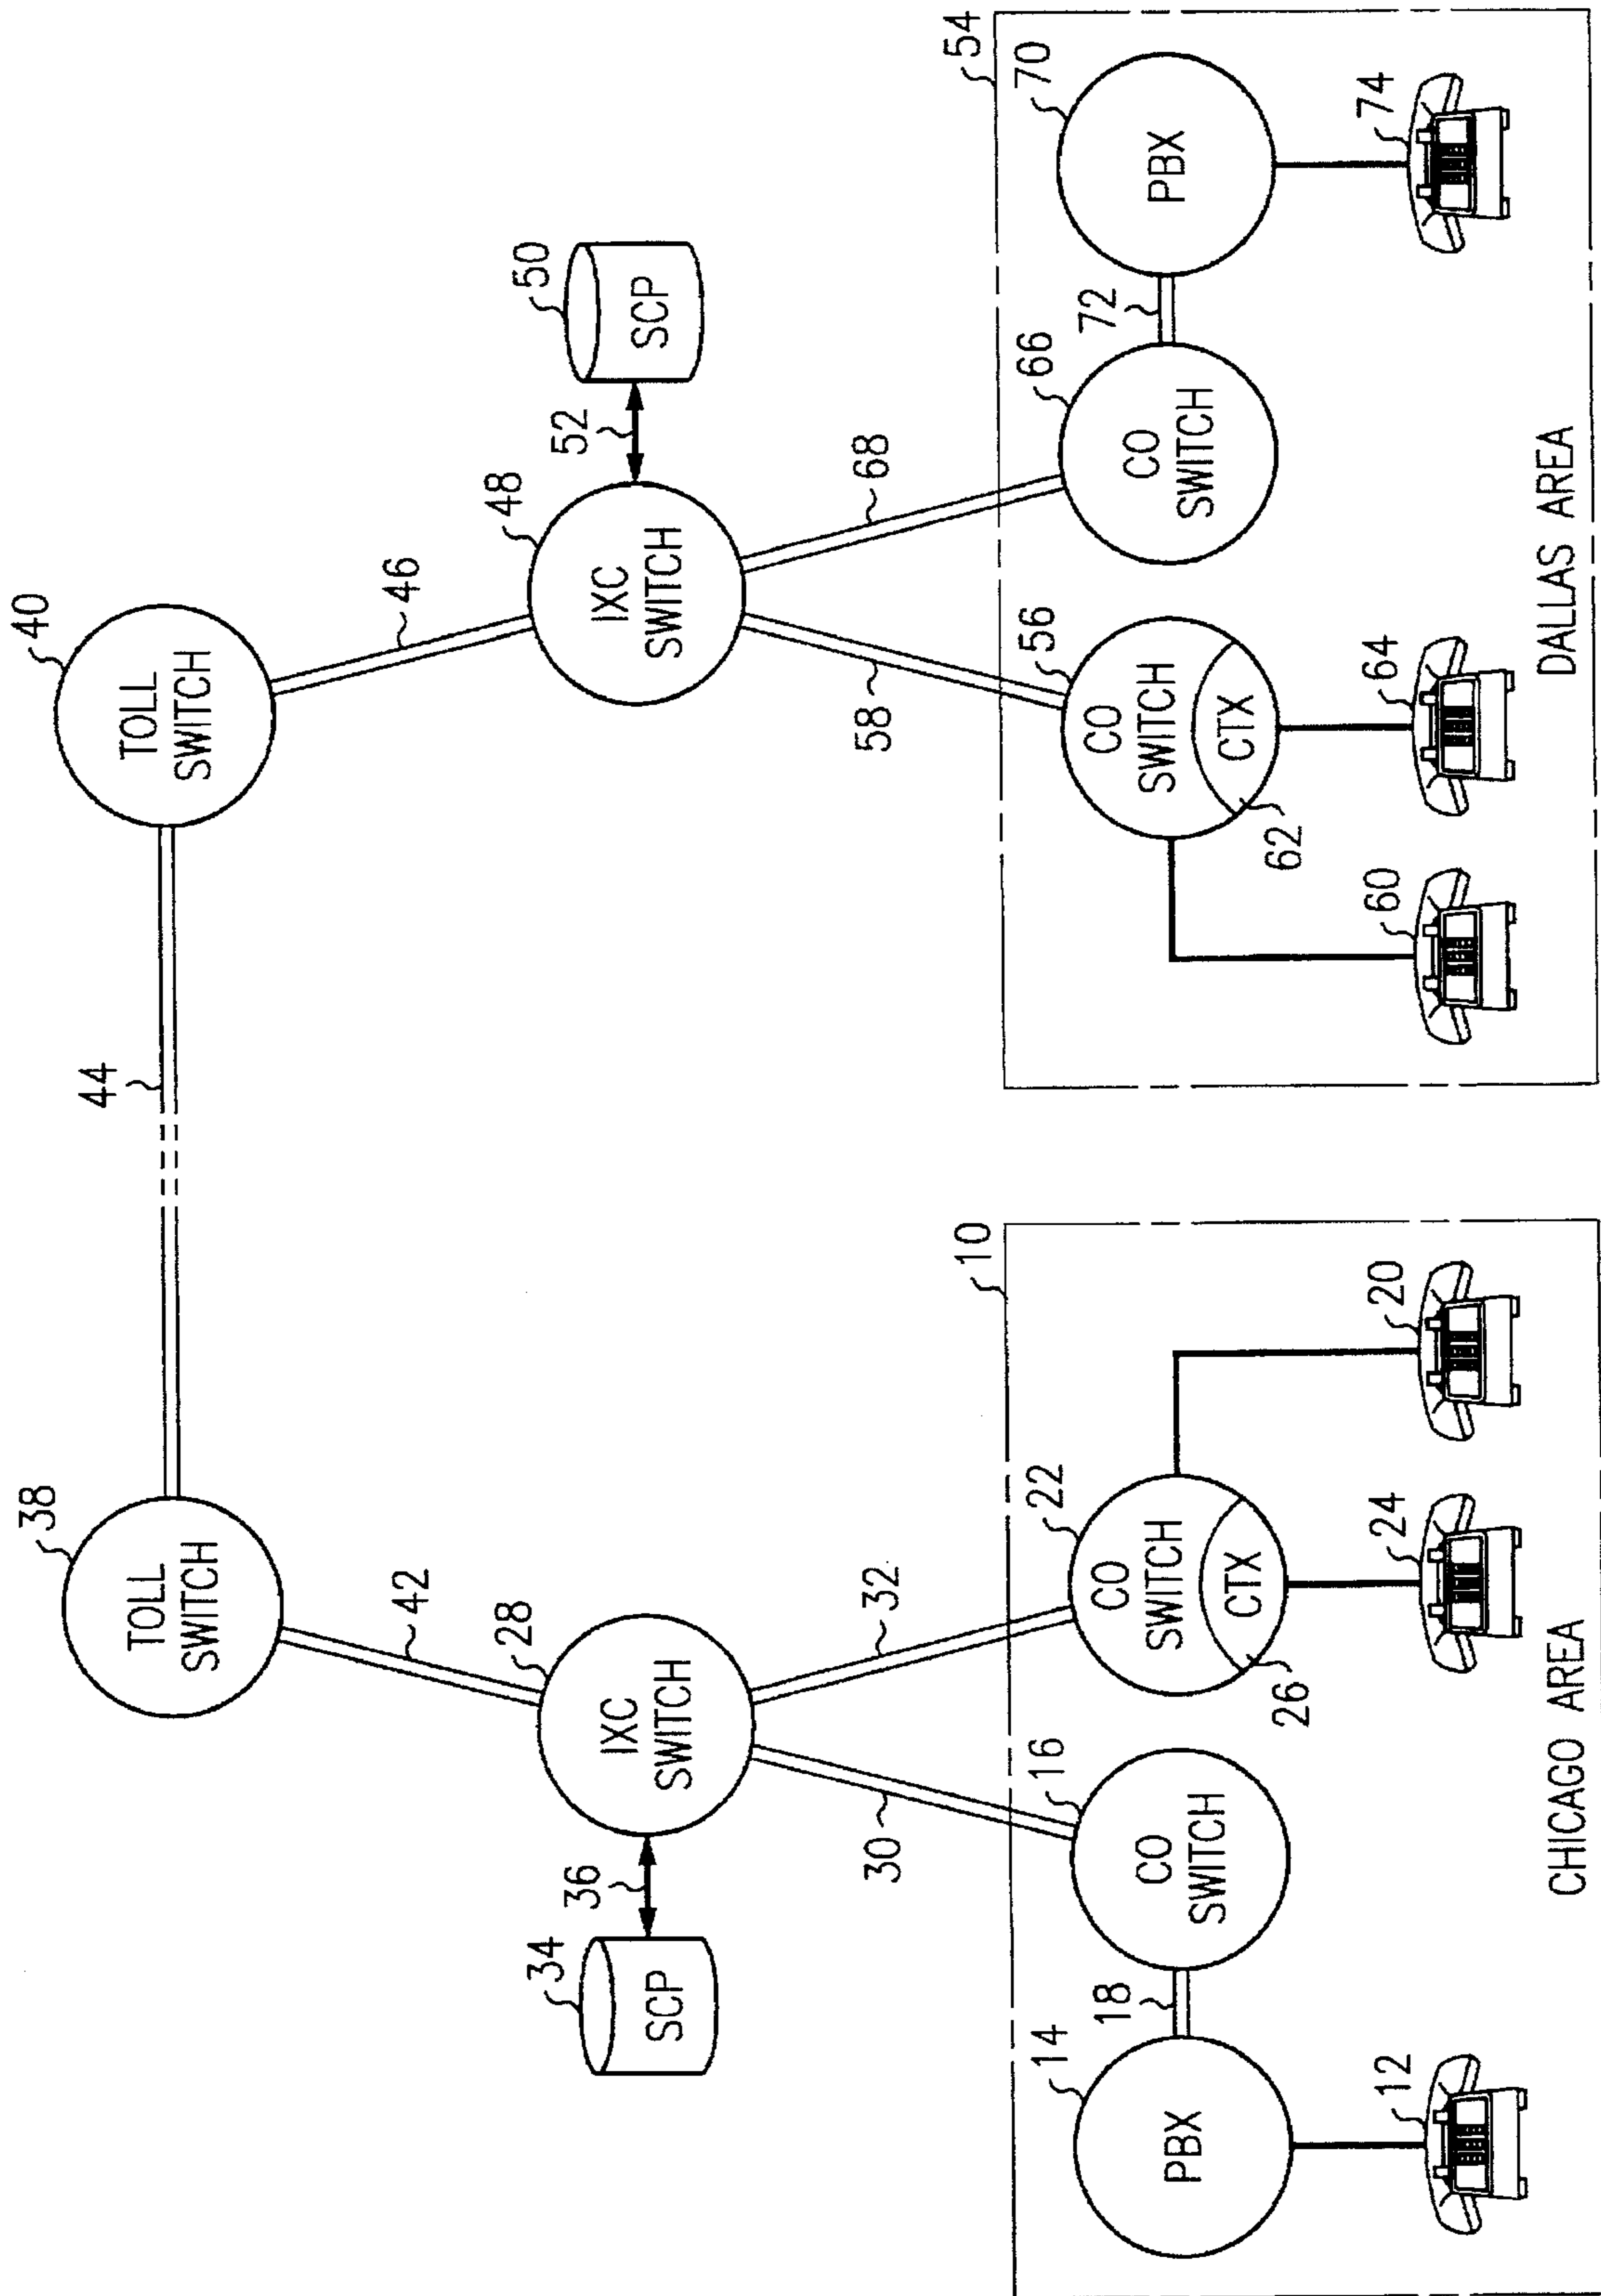 38
TOLL
SWITCH
44
40
TOLL
SWITCH
42
46
34
SCP
36
28
IXC
SWITCH
48
IXC
SWITCH
52
50
SCP
30
32
58
68
10
54
14
PBX
18
16
CO
SWITCH
22
CO
SWITCH
CTX
26
56
CO
SWITCH
CTX
62
66
CO
SWITCH
72
70
PBX
12
24
20
60
64
74
CHICAGO AREA
DALLAS AREA